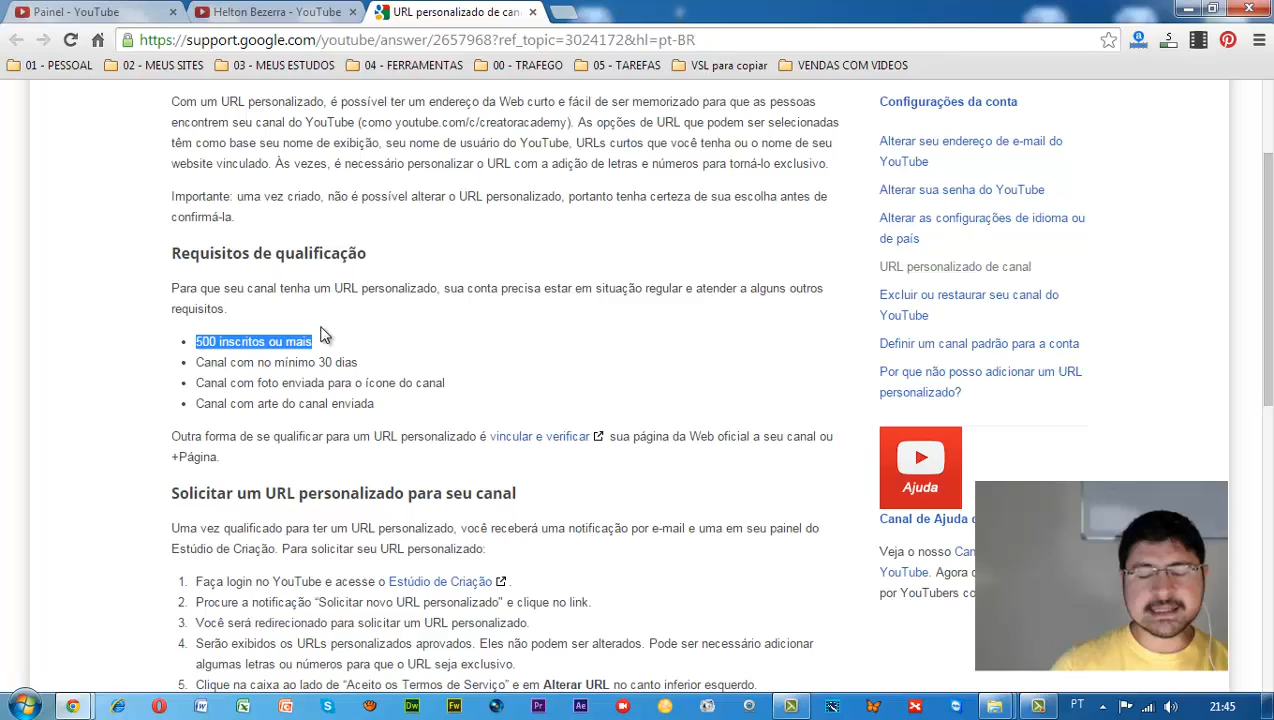 Painel - YouTube
Helton Bezerra - YouTube
URL personalizado de can
https://support.google.com/youtube/answer/2657968?ref_topic=3024172&hl=pt-BR
01 - PESSOAL
02 - MEUS SITES
03 - MEUS ESTUDOS
04 - FERRAMENTAS
00 - TRAFEGO
05 - TAREFAS
VSL para copiar
VENDAS COM VIDEOS
Com um URL personalizado, é possível ter um endereço da Web curto e fácil de ser memorizado para que as pessoas
encontrem seu canal do YouTube (como youtube.com/c/creatoracademy). As opções de URL que podem ser selecionadas
têm como base seu nome de exibição, seu nome de usuário do YouTube, URLs curtos que você tenha ou o nome de seu
website vinculado. Às vezes, é necessário personalizar o URL com a adição de letras e números para torná-lo exclusivo.
Importante: uma vez criado, não é possível alterar o URL personalizado, portanto tenha certeza de sua escolha antes de
confirmá-la.
Requisitos de qualificação
Para que seu canal tenha um URL personalizado, sua conta precisa estar em situação regular e atender a alguns outros
requisitos.
• 500 inscritos ou mais
• Canal com no mínimo 30 dias
• Canal com foto enviada para o ícone do canal
• Canal com arte do canal enviada
Outra forma de se qualificar para um URL personalizado é vincular e verificar sua página da Web oficial a seu canal ou
+Página.
Solicitar um URL personalizado para seu canal
Uma vez qualificado para ter um URL personalizado, você receberá uma notificação por e-mail e uma em seu painel do
Estúdio de Criação. Para solicitar seu URL personalizado:
1. Faça login no YouTube e acesse o Estúdio de Criação .
2. Procure a notificação “Solicitar novo URL personalizado” e clique no link.
3. Você será redirecionado para solicitar um URL personalizado.
4. Serão exibidos os URLs personalizados aprovados. Eles não podem ser alterados. Pode ser necessário adicionar
algumas letras ou números para que o URL seja exclusivo.
5. Clique na caixa ao lado de “Aceito os Termos de Serviço” e em Alterar URL no canto inferior esquerdo.
Configurações da conta
Alterar seu endereço de e-mail do
YouTube
Alterar sua senha do YouTube
Alterar as configurações de idioma ou
de país
URL personalizado de canal
Excluir ou restaurar seu canal do
YouTube
Definir um canal padrão para a conta
Por que não posso adicionar um URL
personalizado?
Ajuda
Canal de Ajuda d
Veja o nosso Can
YouTube. Agora c
por YouTubers co
PT
21:45